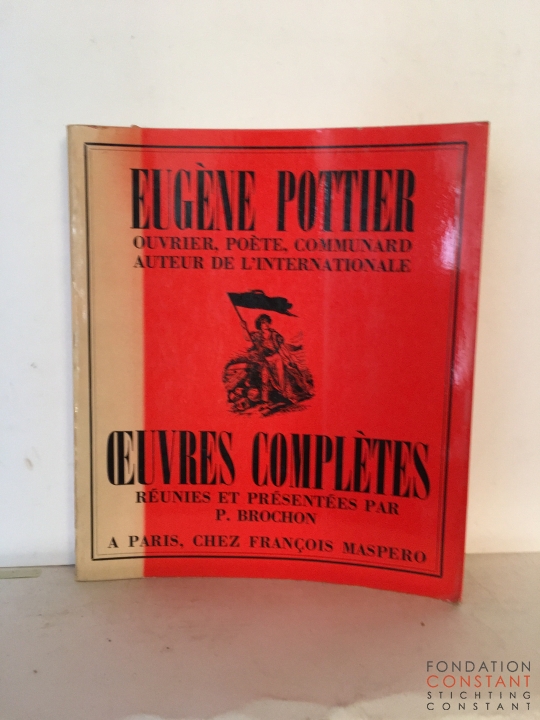 EUGÈNE POTTIER
OUVRIER, POÈTE, COMMUNARD
AUTEUR DE L'INTERNATIONALE
ŒUVRES COMPLÈTES
RÉUNIES ET PRÉSENTÉES PAR
P. BROCHON
A PARIS, CHEZ FRANÇOIS MASPERO
FONDATION
CONSTANT
STICHTING
CONSTANT